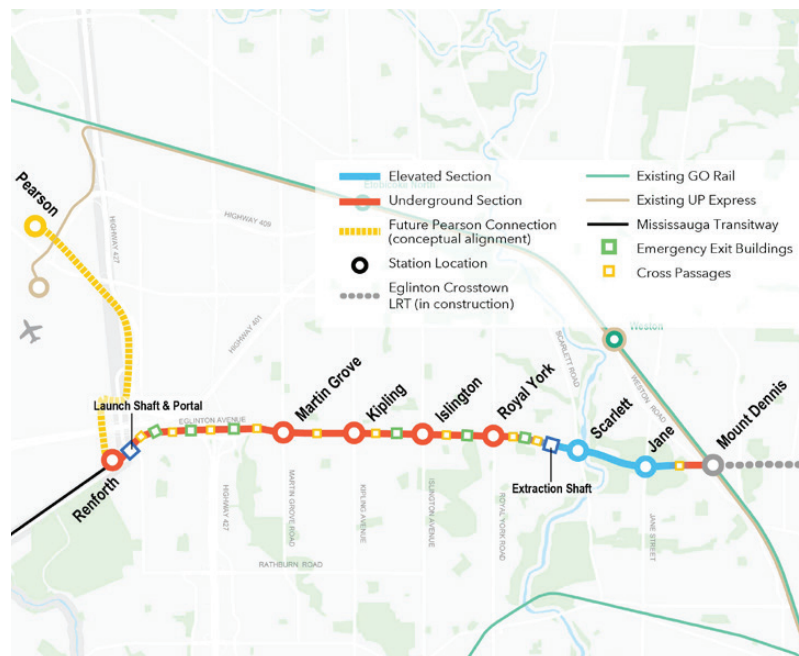 Elevated Section
Underground Section
Future Pearson Connection
(conceptual alignment)
Station Location
Eglinton Crosstown
LRT (in construction)
Existing GO Rail
Existing UP Express
Mississauga Transitway
Emergency Exit Buildings
Cross Passages
Etobicoke North
Pearson
HIGHWAY 409
HIGHWAY 427
HIGHWAY 401
Weston
SCARLETT ROAD
WESTON ROAD
Launch Shaft & Portal
EGLINTON AVENUE
Renforth
Martin Grove
Kipling
Islington
Royal York
Scarlett
Jane
Mount Dennis
Extraction Shaft
HIGHWAY 427
MARTIN GROVE ROAD
KIPLING AVENUE
ISLINGTON AVENUE
ROYAL YORK ROAD
JANE STREET
RATHBURN ROAD